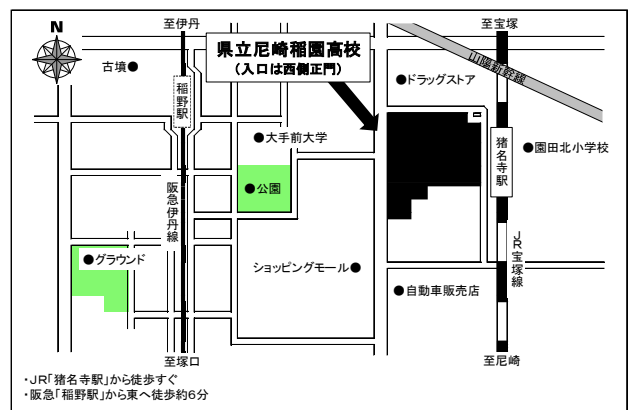 N
至伊丹
至宝塚
県立尼崎稲園高校
(入口は西側正門)
山陽新幹線
古墳●
●ドラッグストア
稲野駅
●大手前大学
猪名寺駅
●園田北小学校
●公園
阪急伊丹線
●グラウンド
ショッピングモール●
JR宝塚線
●自動車販売店
至塚口
至尼崎
・JR「猪名寺駅」から徒歩すぐ
・阪急「稲野駅」から東へ徒歩約6分